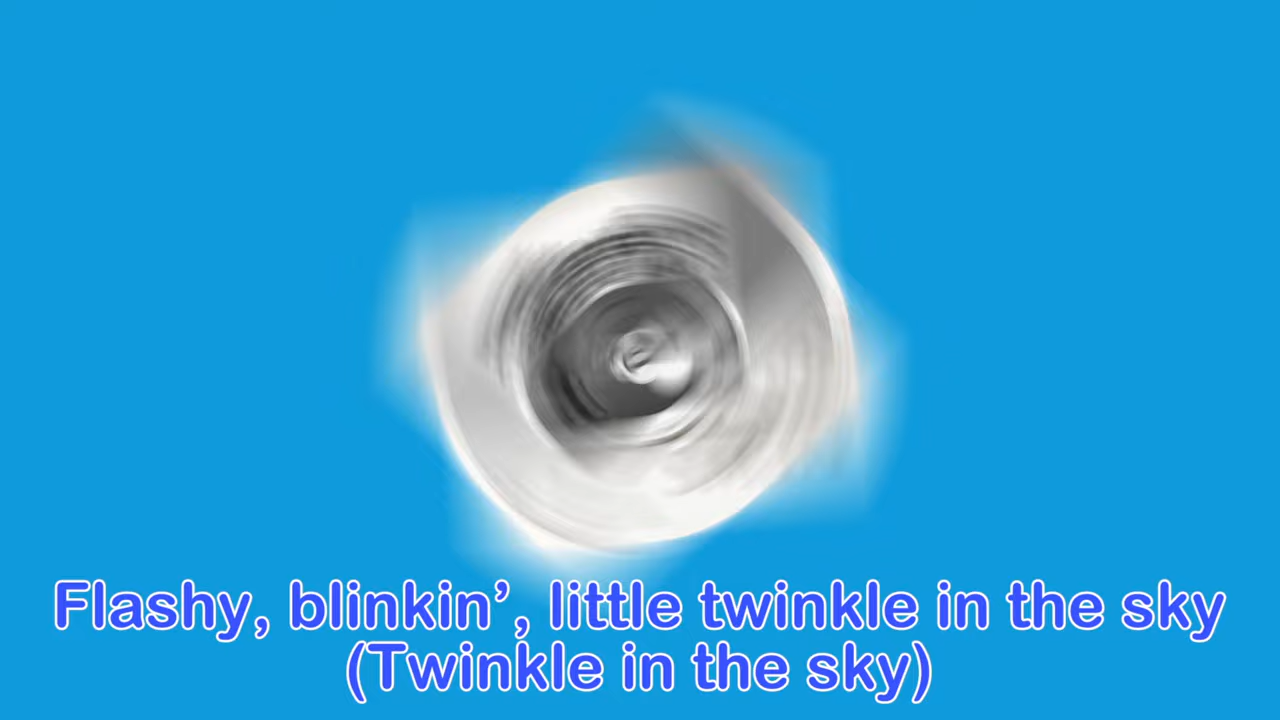 Flashy, blinkin’, little twinkle in the sky
(Twinkle in the sky)